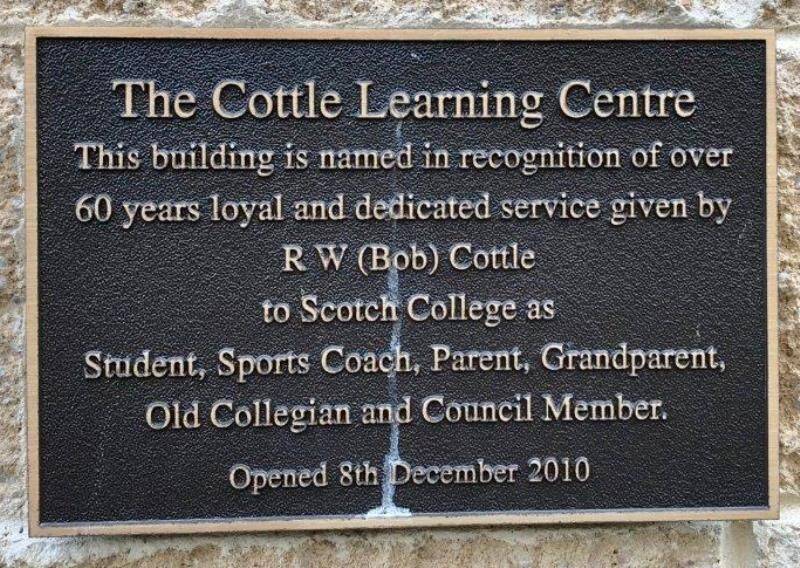 The Cottle Learning Centre
This building is named in recognition of over
60 years loyal and dedicated service given by
R W (Bob) Cottle
to Scotch College as
Student, Sports Coach, Parent, Grandparent,
Old Collegian and Council Member.
Opened 8th December 2010